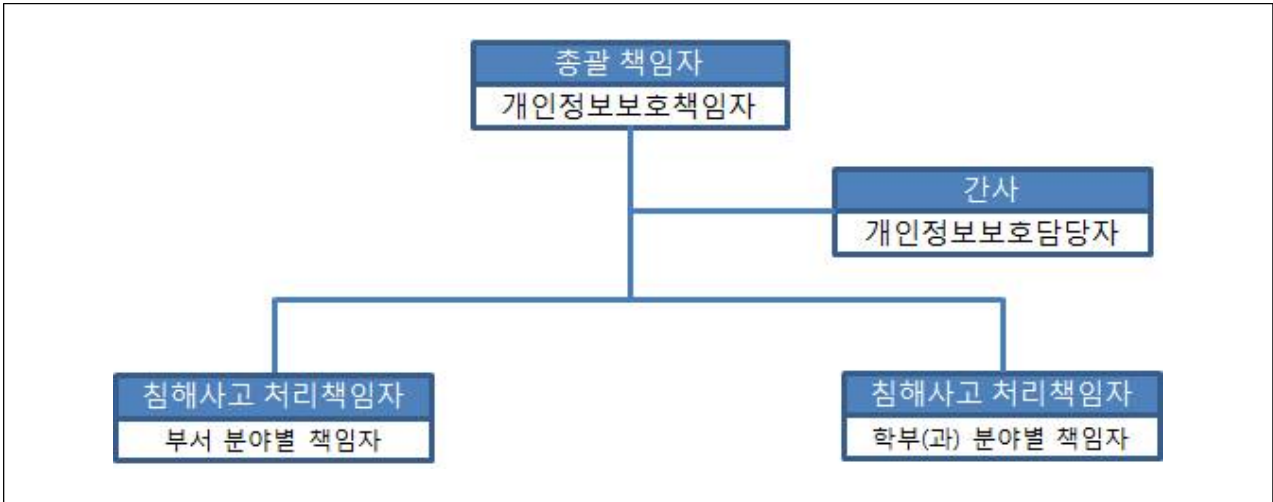 총괄 책임자
개인정보보호책임자
간사
개인정보보호담당자
침해사고 처리책임자
부서 분야별 책임자
침해사고 처리책임자
학부(과) 분야별 책임자